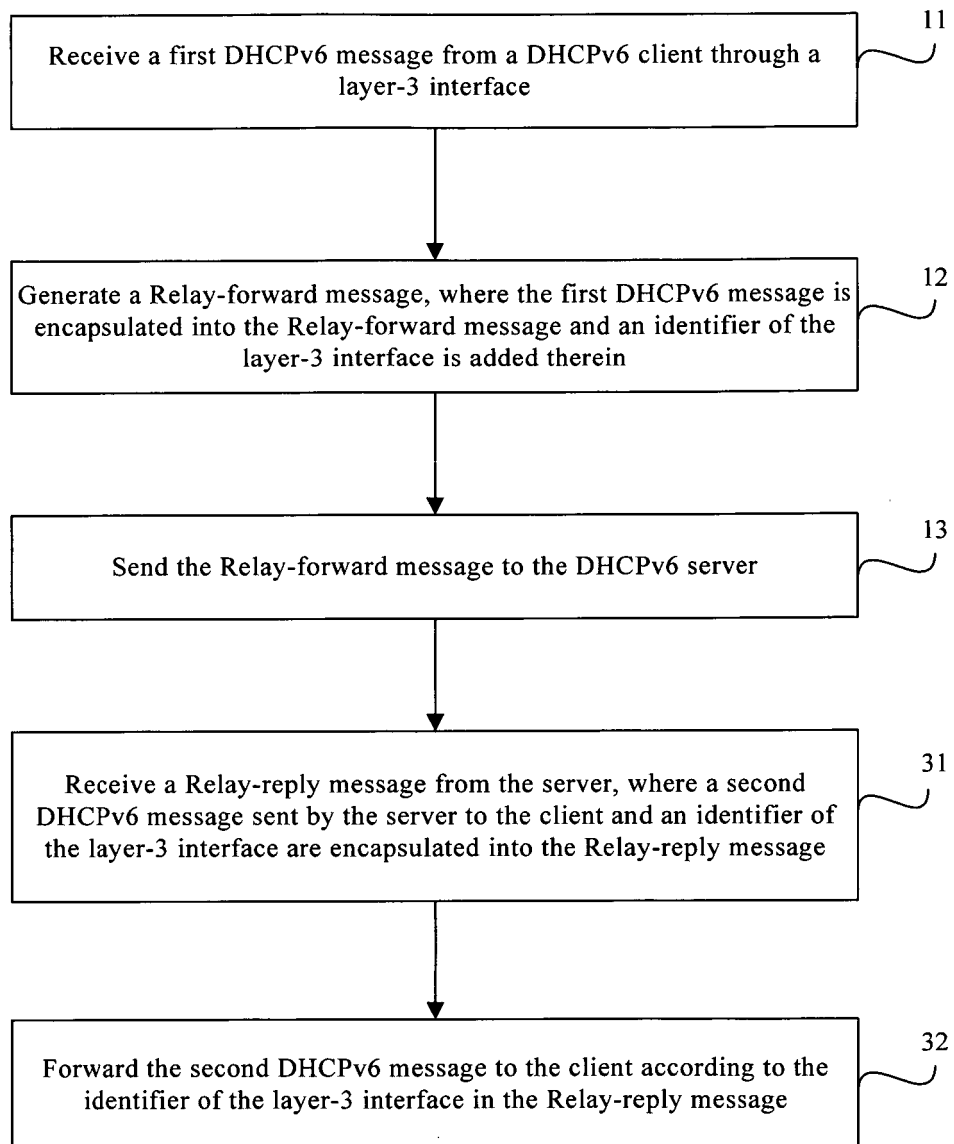 11
Receive a first DHCPv6 message from a DHCPv6 client through a
layer-3 interface
12
Generate a Relay-forward message, where the first DHCPv6 message is
encapsulated into the Relay-forward message and an identifier of the
layer-3 interface is added therein
13
Send the Relay-forward message to the DHCPv6 server
31
Receive a Relay-reply message from the server, where a second
DHCPv6 message sent by the server to the client and an identifier of
the layer-3 interface are encapsulated into the Relay-reply message
32
Forward the second DHCPv6 message to the client according to the
identifier of the layer-3 interface in the Relay-reply message